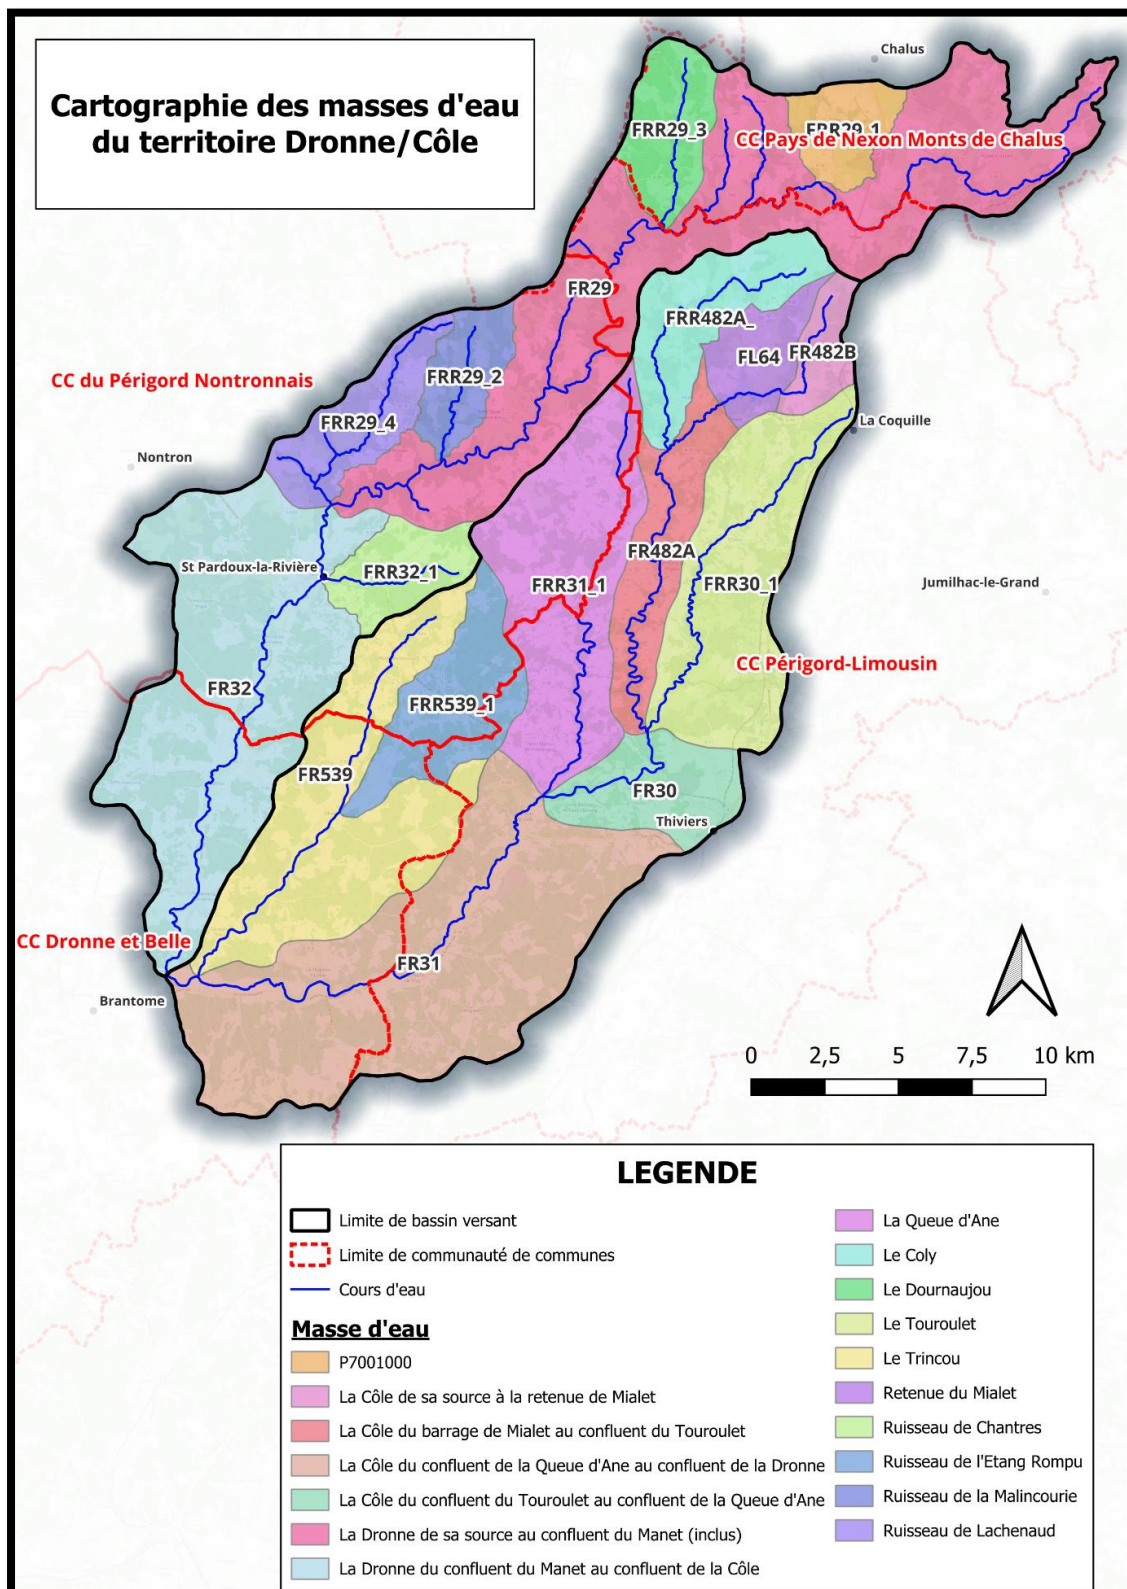 Cartographie des masses d'eau
du territoire Dronne/Côle
Chalus
FRR29_3
FRR29_1
CC Pays de Nexon Monts de Chalus
FR29
FRR482A_
FL64
FR482B
CC du Périgord Nontronnais
FRR29_2
FRR29_4
La Coquille
Nontron
St Pardoux-la-Rivière
FRR32_1
FRR31_1
FR482A
FRR30_1
Jumilhac-le-Grand
CC Périgord-Limousin
FR32
FRR539_1
FR539
FR30
Thiviers
CC Dronne et Belle
FR31
Brantome
0 2,5 5 7,5 10 km
LEGENDE
Limite de bassin versant
Limite de communauté de communes
Cours d'eau
Masse d'eau
P7001000
La Côle de sa source à la retenue de Mialet
La Côle du barrage de Mialet au confluent du Touroulet
La Côle du confluent de la Queue d'Ane au confluent de la Dronne
La Côle du confluent du Touroulet au confluent de la Queue d'Ane
La Dronne de sa source au confluent du Manet (inclus)
La Dronne du confluent du Manet au confluent de la Côle
La Queue d'Ane
Le Coly
Le Dournaujou
Le Touroulet
Le Trincou
Retenue du Mialet
Ruisseau de Chantres
Ruisseau de l'Etang Rompu
Ruisseau de la Malincourie
Ruisseau de Lachenaud